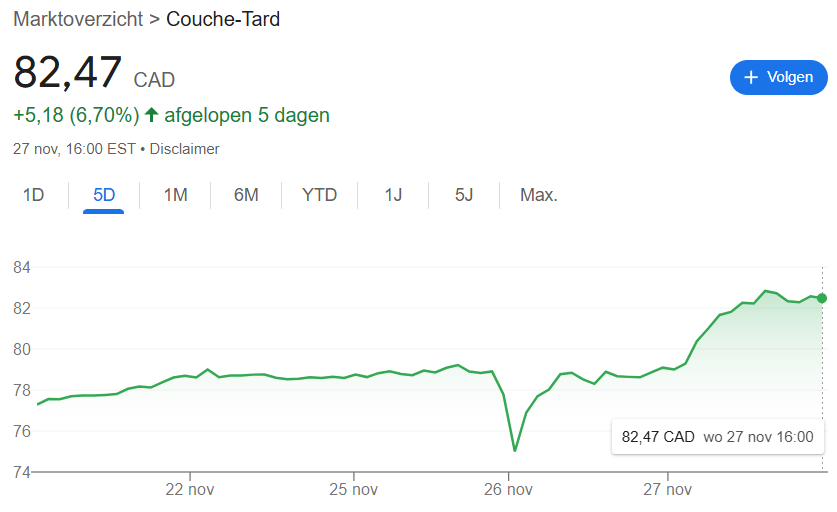 Marktoverzicht > Couche-Tard
82,47 CAD
+ Volgen
+5,18 (6,70%) ↑ afgelopen 5 dagen
27 nov, 16:00 EST • Disclaimer
1D 5D 1M 6M YTD 1J 5J Max.
84
82
80
78
76
74
82,47 CAD wo 27 nov 16:00
22 nov 25 nov 26 nov 27 nov